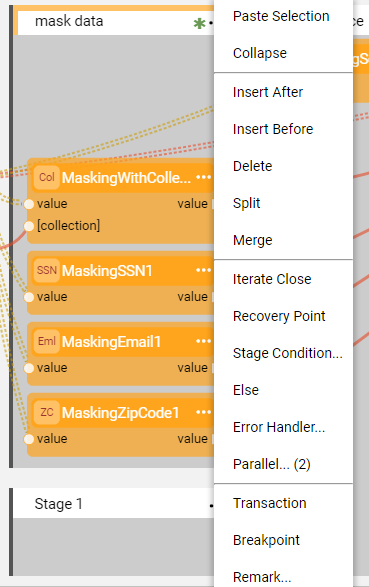 mask data
ce
Paste Selection
Collapse
Insert After
Insert Before
Delete
Split
Merge
Iterate Close
Recovery Point
Stage Condition...
Else
Error Handler...
Parallel... (2)
Transaction
Breakpoint
Remark...
Col MaskingWithColle... •••
value value
[collection]
SSN MaskingSSN1 •••
value value
Eml MaskingEmail1 •••
value value
ZC MaskingZipCode1 •••
value value
Stage 1